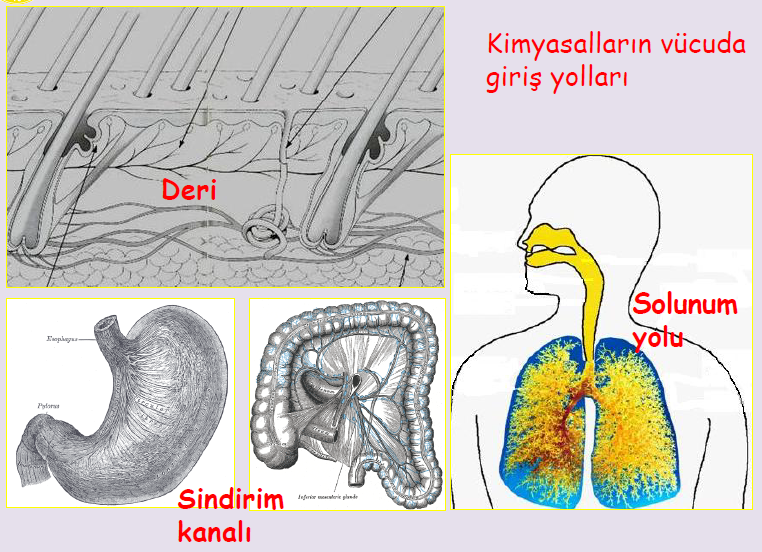 Kimyasalların vücuda
giriş yolları
Deri
Solunum
yolu
Esophagus
Pylorus
Inferior mesenteric glands
Sindirim
kanalı